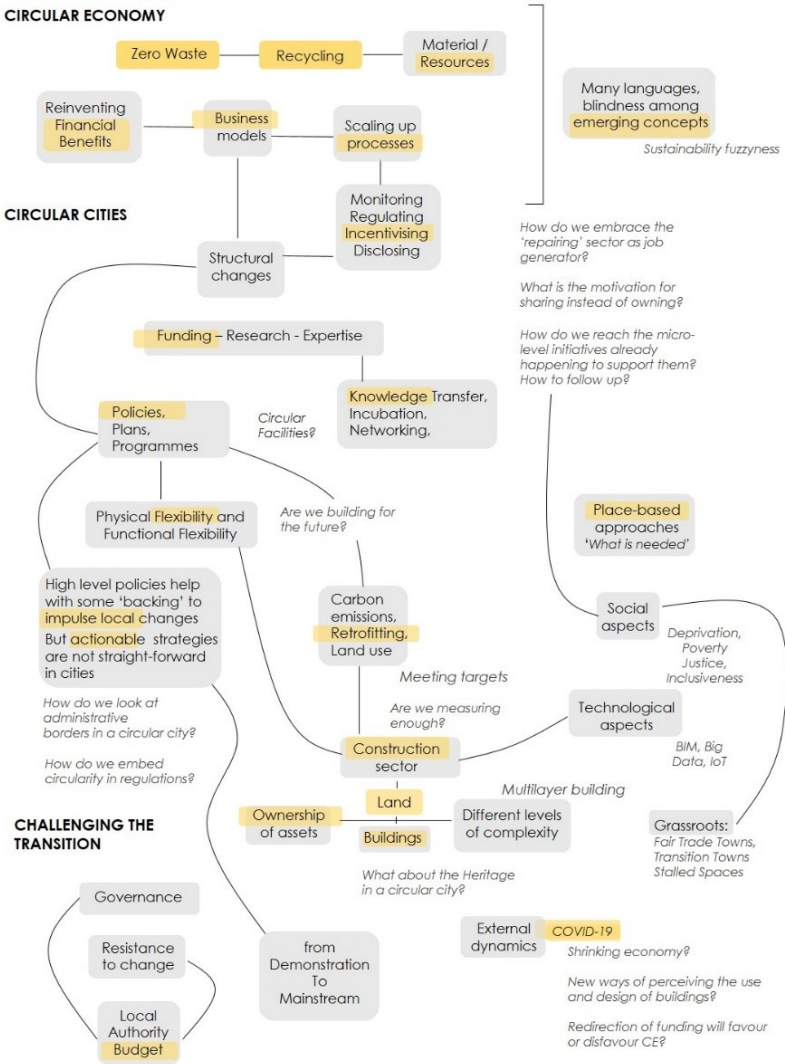 CIRCULAR ECONOMY
Zero Waste
Recycling
Material /
Resources
Many languages,
blindness among
emerging concepts
Sustainability fuzzyness
Reinventing
Financial
Benefits
Business
models
Scaling up
processes
Monitoring
Regulating
Incentivising
Disclosing
CIRCULAR CITIES
Structural
changes
How do we embrace the
'repairing' sector as job
generator?
What is the motivation for
sharing instead of owning?
How do we reach the micro-
level initiatives already
happening to support them?
How to follow up?
Funding – Research - Expertise
Knowledge Transfer,
Incubation,
Networking,
Policies,
Plans,
Programmes
Circular
Facilities?
Physical Flexibility and
Functional Flexibility
Are we building for
the future?
Place-based
approaches
'What is needed'
High level policies help
with some 'backing' to
impulse local changes
But actionable strategies
are not straight-forward
in cities
Carbon
emissions,
Retrofitting,
Land use
Social
aspects
Deprivation,
Poverty
Justice,
Inclusiveness
Meeting targets
How do we look at
administrative
borders in a circular city?
How do we embed
circularity in regulations?
Are we measuring
enough?
Technological
aspects
BIM, Big
Data, IoT
Construction
sector
Multilayer building
Land
Ownership
of assets
Buildings
Different levels
of complexity
Grassroots:
Fair Trade Towns,
Transition Towns
Stalled Spaces
CHALLENGING THE
TRANSITION
What about the Heritage
in a circular city?
Governance
Resistance
to change
Local
Authority
Budget
from
Demonstration
To
Mainstream
External
dynamics
COVID-19
Shrinking economy?
New ways of perceiving the use
and design of buildings?
Redirection of funding will favour
or disfavour CE?